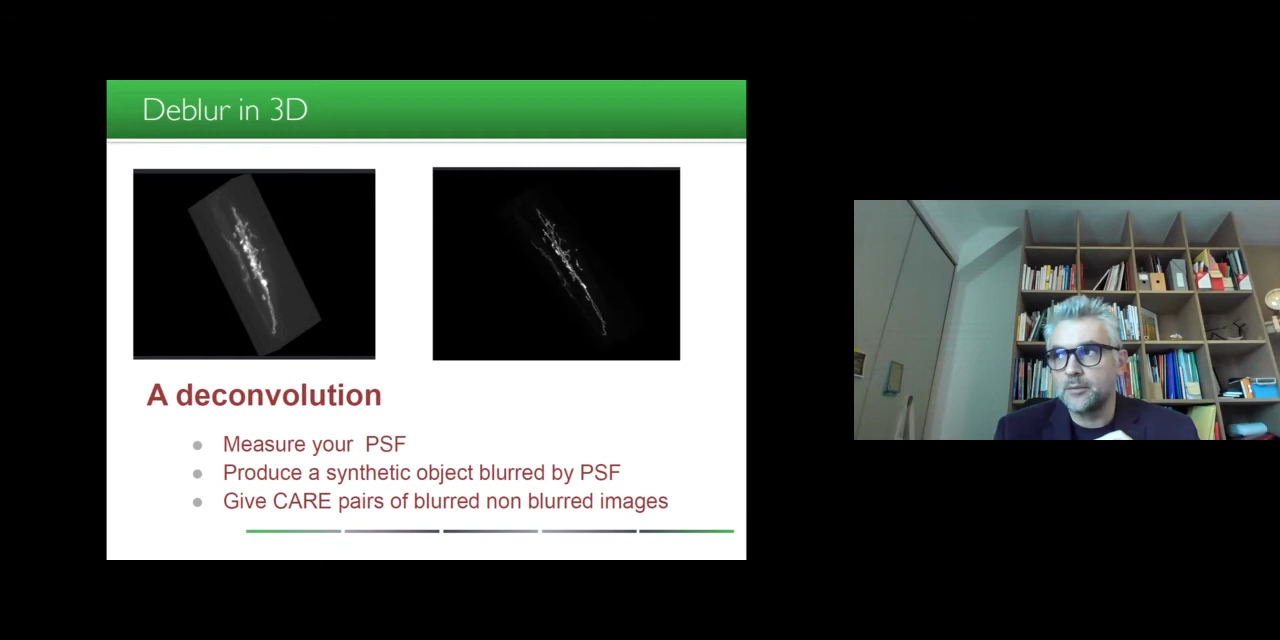 Deblur in 3D
A deconvolution
Measure your PSF
Produce a synthetic object blurred by PSF
Give CARE pairs of blurred non blurred images